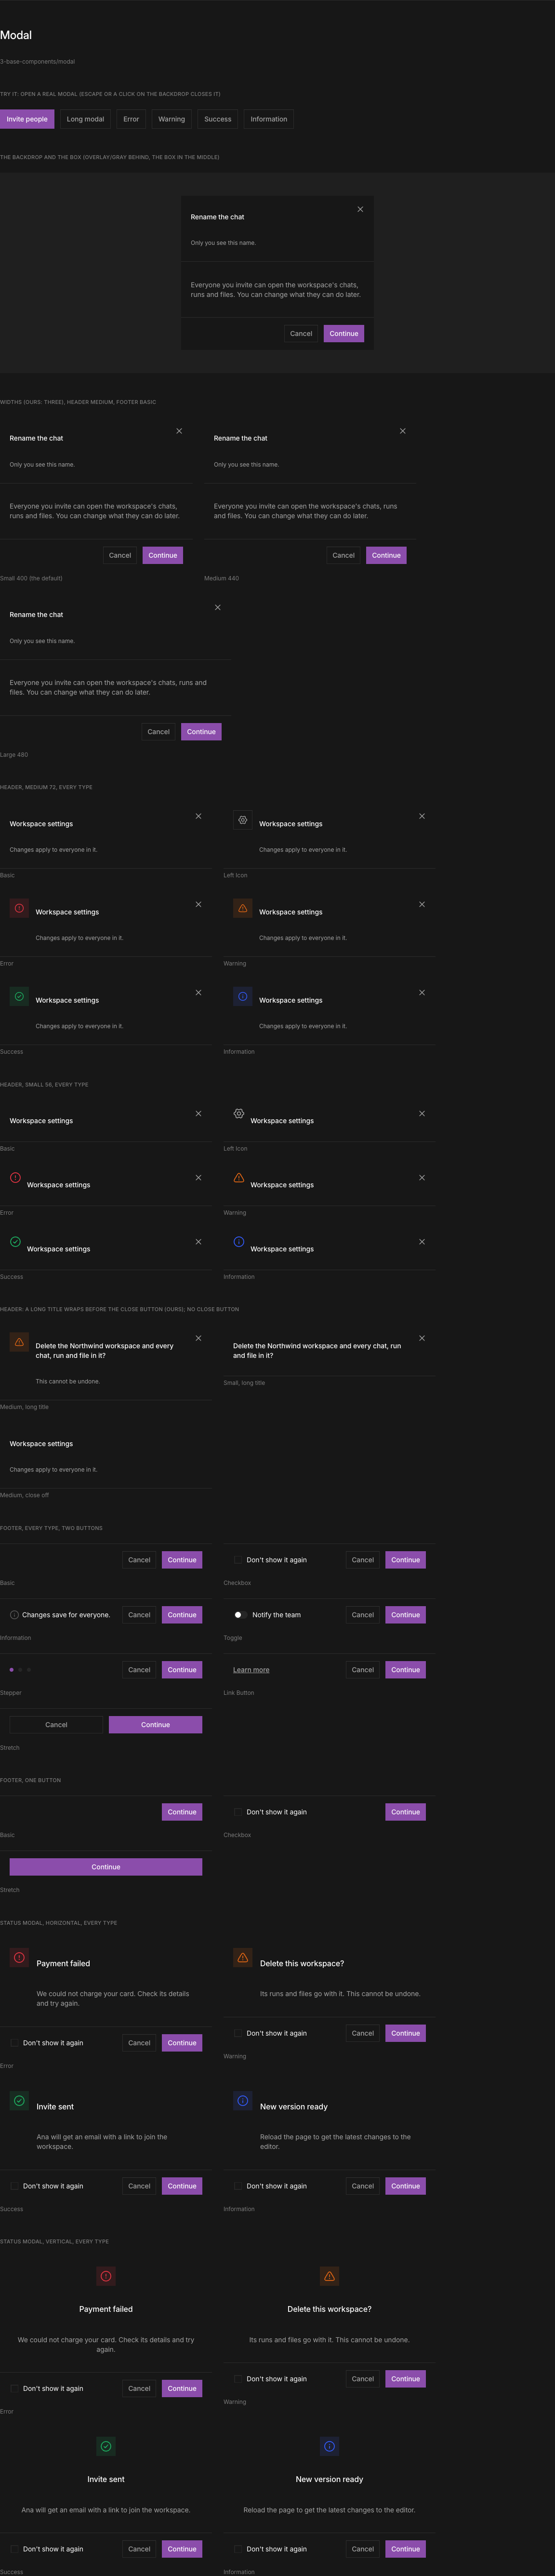 Modal
3-base-components/modal
TRY IT: OPEN A REAL MODAL (ESCAPE OR A CLICK ON THE BACKDROP CLOSES IT)
Invite people Long modal Error Warning Success Information
THE BACKDROP AND THE BOX (OVERLAY/GRAY BEHIND, THE BOX IN THE MIDDLE)
Rename the chat
Only you see this name.
Everyone you invite can open the workspace's chats,
runs and files. You can change what they can do later.
Cancel Continue
WIDTHS (OURS: THREE), HEADER MEDIUM, FOOTER BASIC
Rename the chat
Only you see this name.
Everyone you invite can open the workspace's chats,
runs and files. You can change what they can do later.
Cancel Continue
Small 400 (the default)
Rename the chat
Only you see this name.
Everyone you invite can open the workspace's chats, runs
and files. You can change what they can do later.
Cancel Continue
Medium 440
Rename the chat
Only you see this name.
Everyone you invite can open the workspace's chats, runs and
files. You can change what they can do later.
Cancel Continue
Large 480
HEADER, MEDIUM 72, EVERY TYPE
Workspace settings
Changes apply to everyone in it.
Basic
Workspace settings
Changes apply to everyone in it.
Left Icon
Workspace settings
Changes apply to everyone in it.
Error
Workspace settings
Changes apply to everyone in it.
Warning
Workspace settings
Changes apply to everyone in it.
Success
Workspace settings
Changes apply to everyone in it.
Information
HEADER, SMALL 56, EVERY TYPE
Workspace settings
Basic
Workspace settings
Left Icon
Workspace settings
Error
Workspace settings
Warning
Workspace settings
Success
Workspace settings
Information
HEADER: A LONG TITLE WRAPS BEFORE THE CLOSE BUTTON (OURS); NO CLOSE BUTTON
Delete the Northwind workspace and every
chat, run and file in it?
This cannot be undone.
Medium, long title
Delete the Northwind workspace and every chat, run
and file in it?
Small, long title
Workspace settings
Changes apply to everyone in it.
Medium, close off
FOOTER, EVERY TYPE, TWO BUTTONS
Cancel Continue
Basic
Don't show it again Cancel Continue
Checkbox
Changes save for everyone. Cancel Continue
Information
Notify the team Cancel Continue
Toggle
Cancel Continue
Stepper
Learn more Cancel Continue
Link Button
Cancel Continue
Stretch
FOOTER, ONE BUTTON
Continue
Basic
Don't show it again Continue
Checkbox
Continue
Stretch
STATUS MODAL, HORIZONTAL, EVERY TYPE
Payment failed
We could not charge your card. Check its details
and try again.
Don't show it again Cancel Continue
Error
Delete this workspace?
Its runs and files go with it. This cannot be undone.
Don't show it again Cancel Continue
Warning
Invite sent
Ana will get an email with a link to join the
workspace.
Don't show it again Cancel Continue
Success
New version ready
Reload the page to get the latest changes to the
editor.
Don't show it again Cancel Continue
Information
STATUS MODAL, VERTICAL, EVERY TYPE
Payment failed
We could not charge your card. Check its details and try
again.
Don't show it again Cancel Continue
Error
Delete this workspace?
Its runs and files go with it. This cannot be undone.
Don't show it again Cancel Continue
Warning
Invite sent
Ana will get an email with a link to join the workspace.
Don't show it again Cancel Continue
Success
New version ready
Reload the page to get the latest changes to the editor.
Don't show it again Cancel Continue
Information